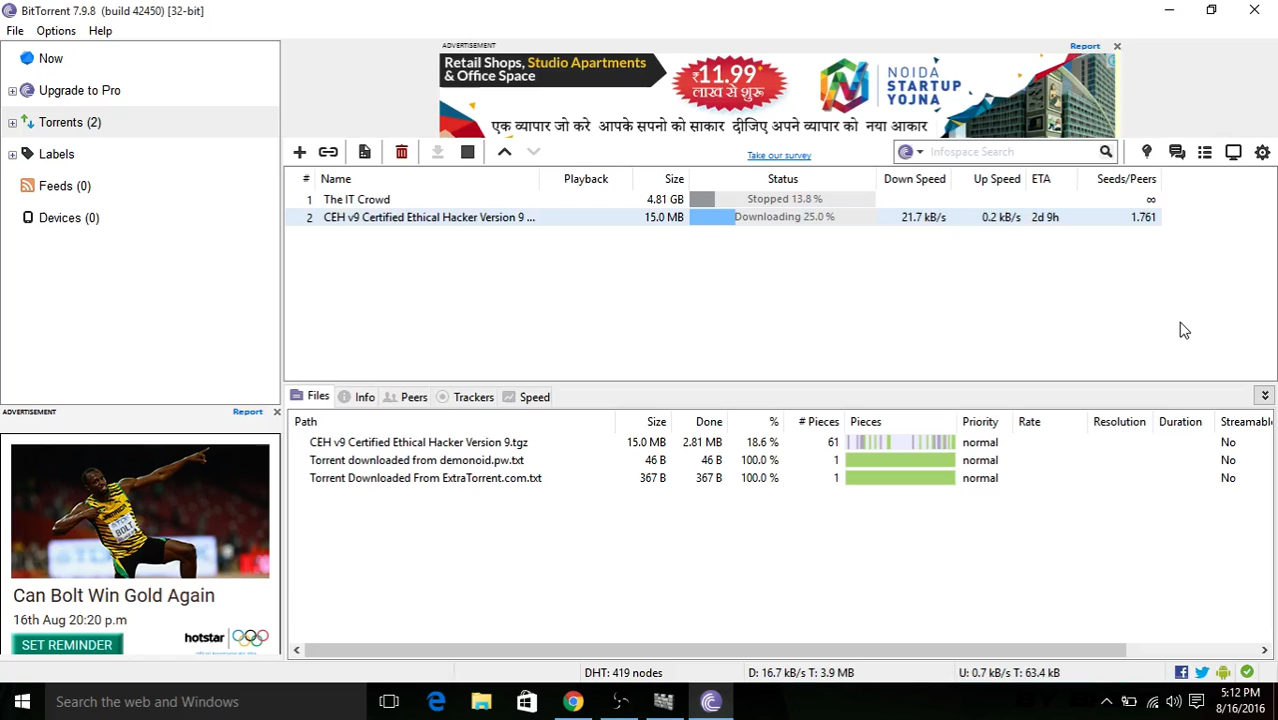 BitTorrent 7.9.8 (build 42450) [32-bit]
File Options Help
ADVERTISEMENT Report
Now
Retail Shops, Studio Apartments
& Office Space
₹11.99*
लाख से शुरू
NOIDA
STARTUP
YOJNA
एक व्यापार जो करे आपके सपनो को साकार दीजिए अपने व्यापार को नया आकार
Upgrade to Pro
Torrents (2)
Labels
Feeds (0)
Devices (0)
Take our survey
Infospace Search
# Name Playback Size Status Down Speed Up Speed ETA Seeds/Peers
1 The IT Crowd 4.81 GB Stopped 13.8 % ∞
2 CEH v9 Certified Ethical Hacker Version 9 ... 15.0 MB Downloading 25.0 % 21.7 kB/s 0.2 kB/s 2d 9h 1.761
Files Info Peers Trackers Speed
Path Size Done % # Pieces Pieces Priority Rate Resolution Duration Streamable
CEH v9 Certified Ethical Hacker Version 9.tgz 15.0 MB 2.81 MB 18.6 % 61 normal No
Torrent downloaded from demonoid.pw.txt 46 B 46 B 100.0 % 1 normal No
Torrent Downloaded From ExtraTorrent.com.txt 367 B 367 B 100.0 % 1 normal No
ADVERTISEMENT Report
BOLT
Can Bolt Win Gold Again
16th Aug 20:20 p.m
SET REMINDER
hotstar
DHT: 419 nodes D: 16.7 kB/s T: 3.9 MB U: 0.7 kB/s T: 63.4 kB
Search the web and Windows
5:12 PM
8/16/2016